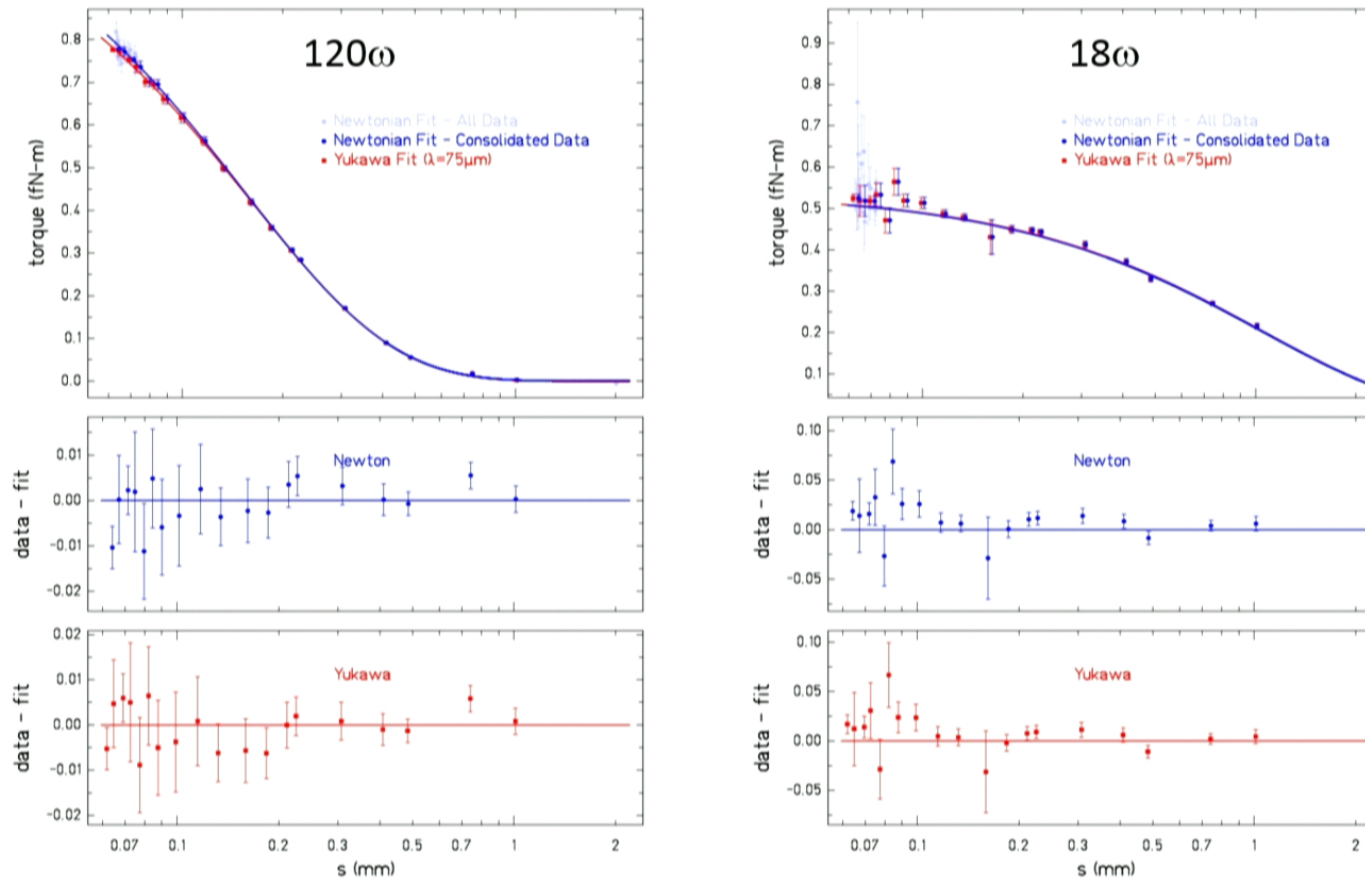 120ω
Newtonian Fit - All Data
Newtonian Fit - Consolidated Data
Yukawa Fit (λ=75μm)
torque (fN-m)
0.8
0.7
0.6
0.5
0.4
0.3
0.2
0.1
0.0
Newton
data - fit
0.01
0.00
-0.01
-0.02
Yukawa
data - fit
0.02
0.01
0.00
-0.01
-0.02
0.07 0.1 0.2 0.3 0.4 0.5 0.7 1 2
s (mm)
18ω
Newtonian Fit - All Data
Newtonian Fit - Consolidated Data
Yukawa Fit (λ=75μm)
torque (fN-m)
0.9
0.8
0.7
0.6
0.5
0.4
0.3
0.2
0.1
Newton
data - fit
0.10
0.05
0.00
-0.05
Yukawa
data - fit
0.10
0.05
0.00
-0.05
0.07 0.1 0.2 0.3 0.4 0.5 0.7 1 2
s (mm)